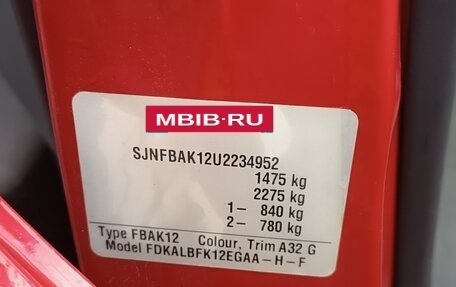 MBIB·RU
SJNFBAK12U2234952
1475 kg
2275 kg
1- 840 kg
2- 780 kg
Type FBAK12 Colour, Trim A32 G
Model FDKALBFK12EGAA-H-F